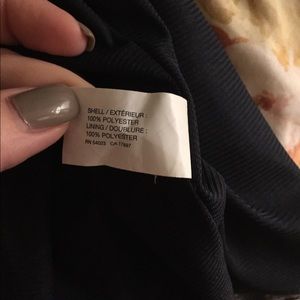 SHELL / EXTÉRIEUR :
100% POLYESTER
LINING / DOUBLURE :
100% POLYESTER
RN 54023 CA 17897